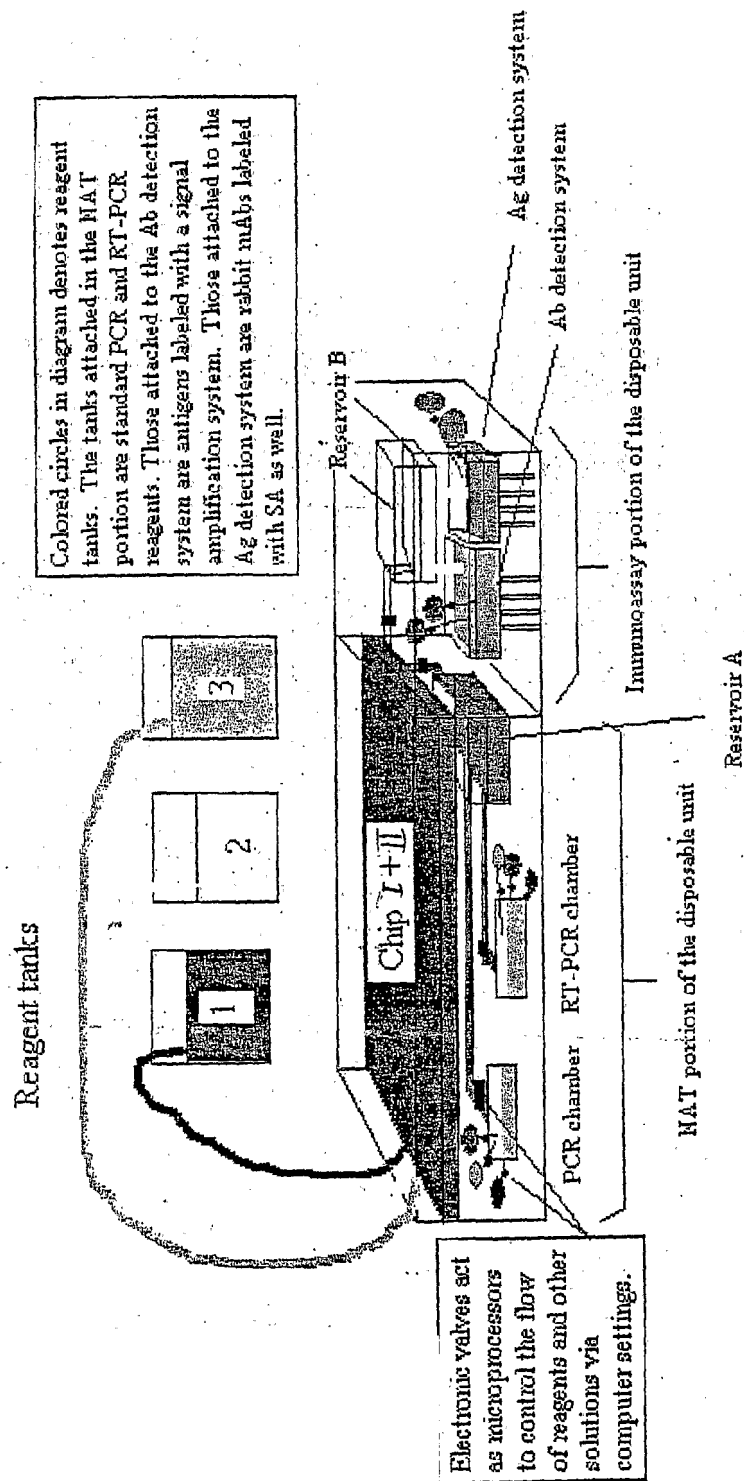 Reagent tanks
1
2
3
Colored circles in diagram denotes reagent
tanks. The tanks attached in the NAT
portion are standard PCR and RT-PCR
reagents. Those attached to the Ab detection
system are antigens labeled with a signal
amplification system. Those attached to the
Ag detection system are rabbit mAbs labeled
with SA as well.
Chip I+II
Reservoir B
Ag detection system
Ab detection system
Electronic valves act
as microprocessors
to control the flow
of reagents and other
solutions via
computer settings.
PCR chamber
RT-PCR chamber
Reservoir A
NAT portion of the disposable unit
Immunoassay portion of the disposable unit